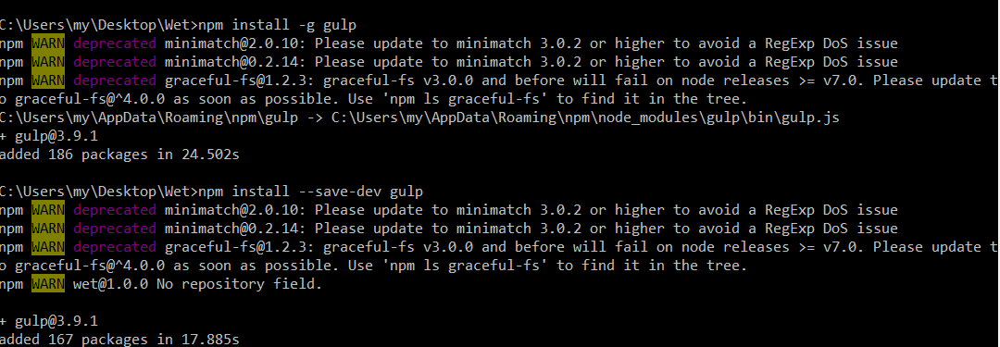 C:\Users\my\Desktop\Wet>npm install -g gulp
npm WARN deprecated minimatch@2.0.10: Please update to minimatch 3.0.2 or higher to avoid a RegExp DoS issue
npm WARN deprecated minimatch@0.2.14: Please update to minimatch 3.0.2 or higher to avoid a RegExp DoS issue
npm WARN deprecated graceful-fs@1.2.3: graceful-fs v3.0.0 and before will fail on node releases >= v7.0. Please update t
o graceful-fs@^4.0.0 as soon as possible. Use 'npm ls graceful-fs' to find it in the tree.
C:\Users\my\AppData\Roaming\npm\gulp -> C:\Users\my\AppData\Roaming\npm\node_modules\gulp\bin\gulp.js
+ gulp@3.9.1
added 186 packages in 24.502s
C:\Users\my\Desktop\Wet>npm install --save-dev gulp
npm WARN deprecated minimatch@2.0.10: Please update to minimatch 3.0.2 or higher to avoid a RegExp DoS issue
npm WARN deprecated minimatch@0.2.14: Please update to minimatch 3.0.2 or higher to avoid a RegExp DoS issue
npm WARN deprecated graceful-fs@1.2.3: graceful-fs v3.0.0 and before will fail on node releases >= v7.0. Please update t
o graceful-fs@^4.0.0 as soon as possible. Use 'npm ls graceful-fs' to find it in the tree.
npm WARN wet@1.0.0 No repository field.
+ gulp@3.9.1
added 167 packages in 17.885s